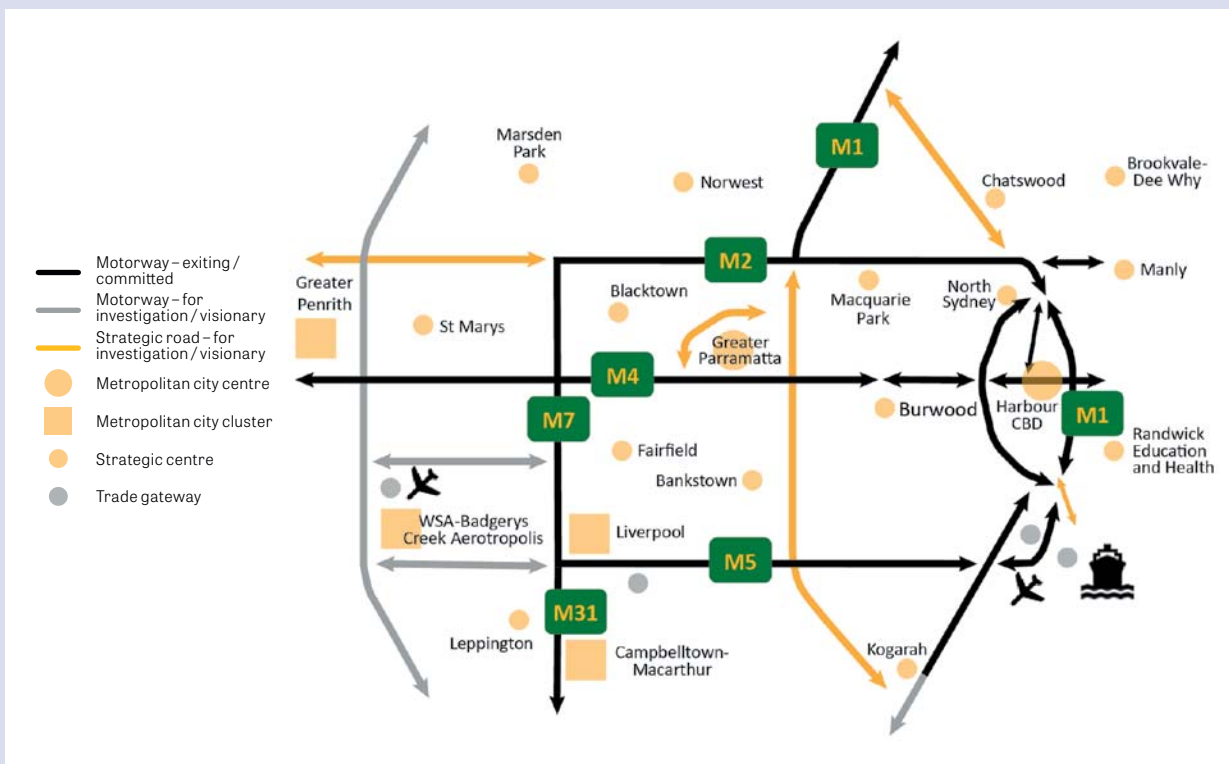 Motorway – exiting /
committed
Motorway – for
investigation / visionary
Strategic road – for
investigation / visionary
Metropolitan city centre
Metropolitan city cluster
Strategic centre
Trade gateway
M1
Marsden
Park
Norwest
Chatswood
Brookvale-
Dee Why
M2
Greater
Penrith
St Marys
Blacktown
Macquarie
Park
North
Sydney
Manly
Greater
Parramatta
M4
M7
Burwood
Harbour
CBD
M1
Randwick
Education
and Health
Fairfield
Bankstown
WSA-Badgerys
Creek Aerotropolis
Liverpool
M5
M31
Leppington
Campbelltown-
Macarthur
Kogarah